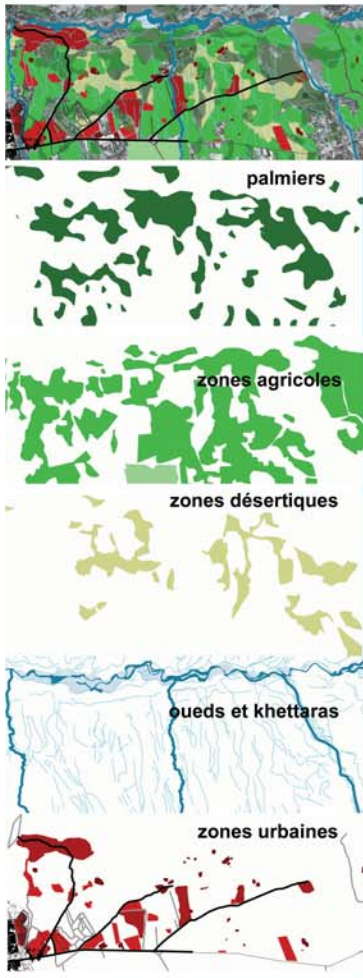 palmiers
zones agricoles
zones désertiques
oueds et khettaras
zones urbaines